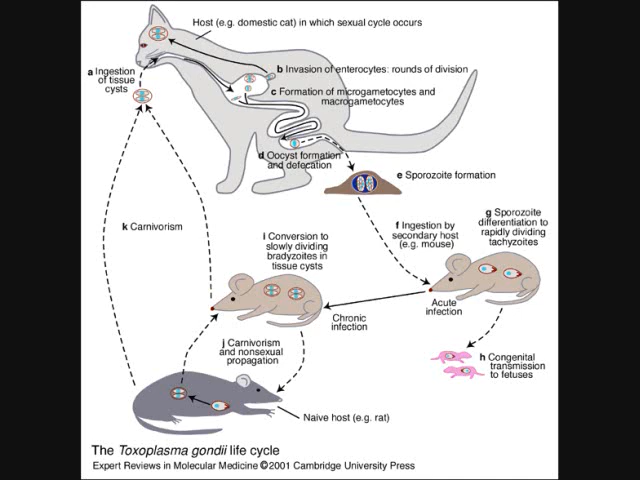 Host (e.g. domestic cat) in which sexual cycle occurs
a Ingestion
of tissue
cysts
b Invasion of enterocytes: rounds of division
c Formation of microgametocytes and
macrogametocytes
d Oocyst formation
and defecation
e Sporozoite formation
k Carnivorism
f Ingestion by
secondary host
(e.g. mouse)
g Sporozoite
differentiation to
rapidly dividing
tachyzoites
i Conversion to
slowly dividing
bradyzoites in
tissue cysts
Acute
infection
Chronic
infection
j Carnivorism
and nonsexual
propagation
h Congenital
transmission
to fetuses
Naive host (e.g. rat)
The Toxoplasma gondii life cycle
Expert Reviews in Molecular Medicine ©2001 Cambridge University Press